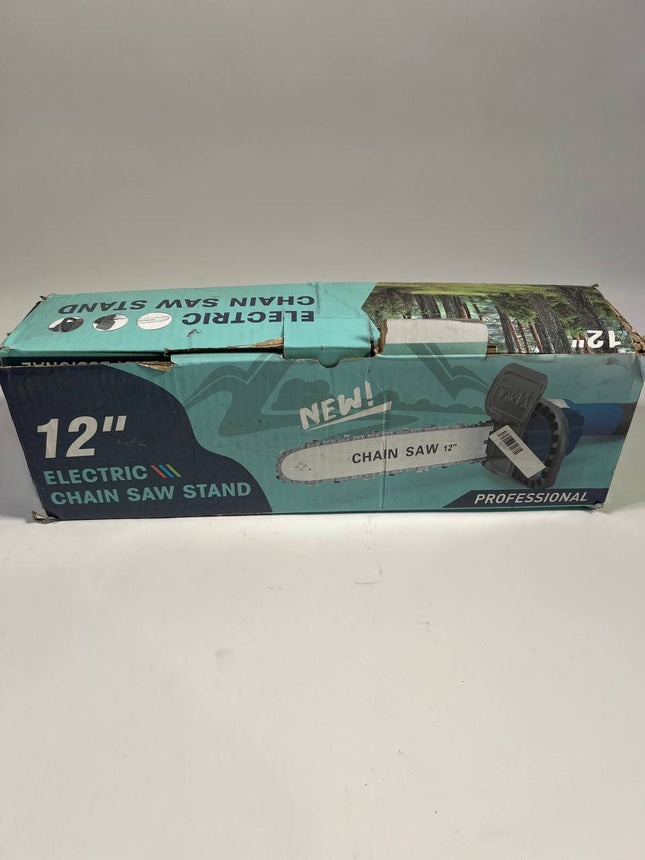 ELECTRIC
CHAIN SAW STAND
12"
12"
ELECTRIC
CHAIN SAW STAND
NEW!
CHAIN SAW 12"
PROFESSIONAL